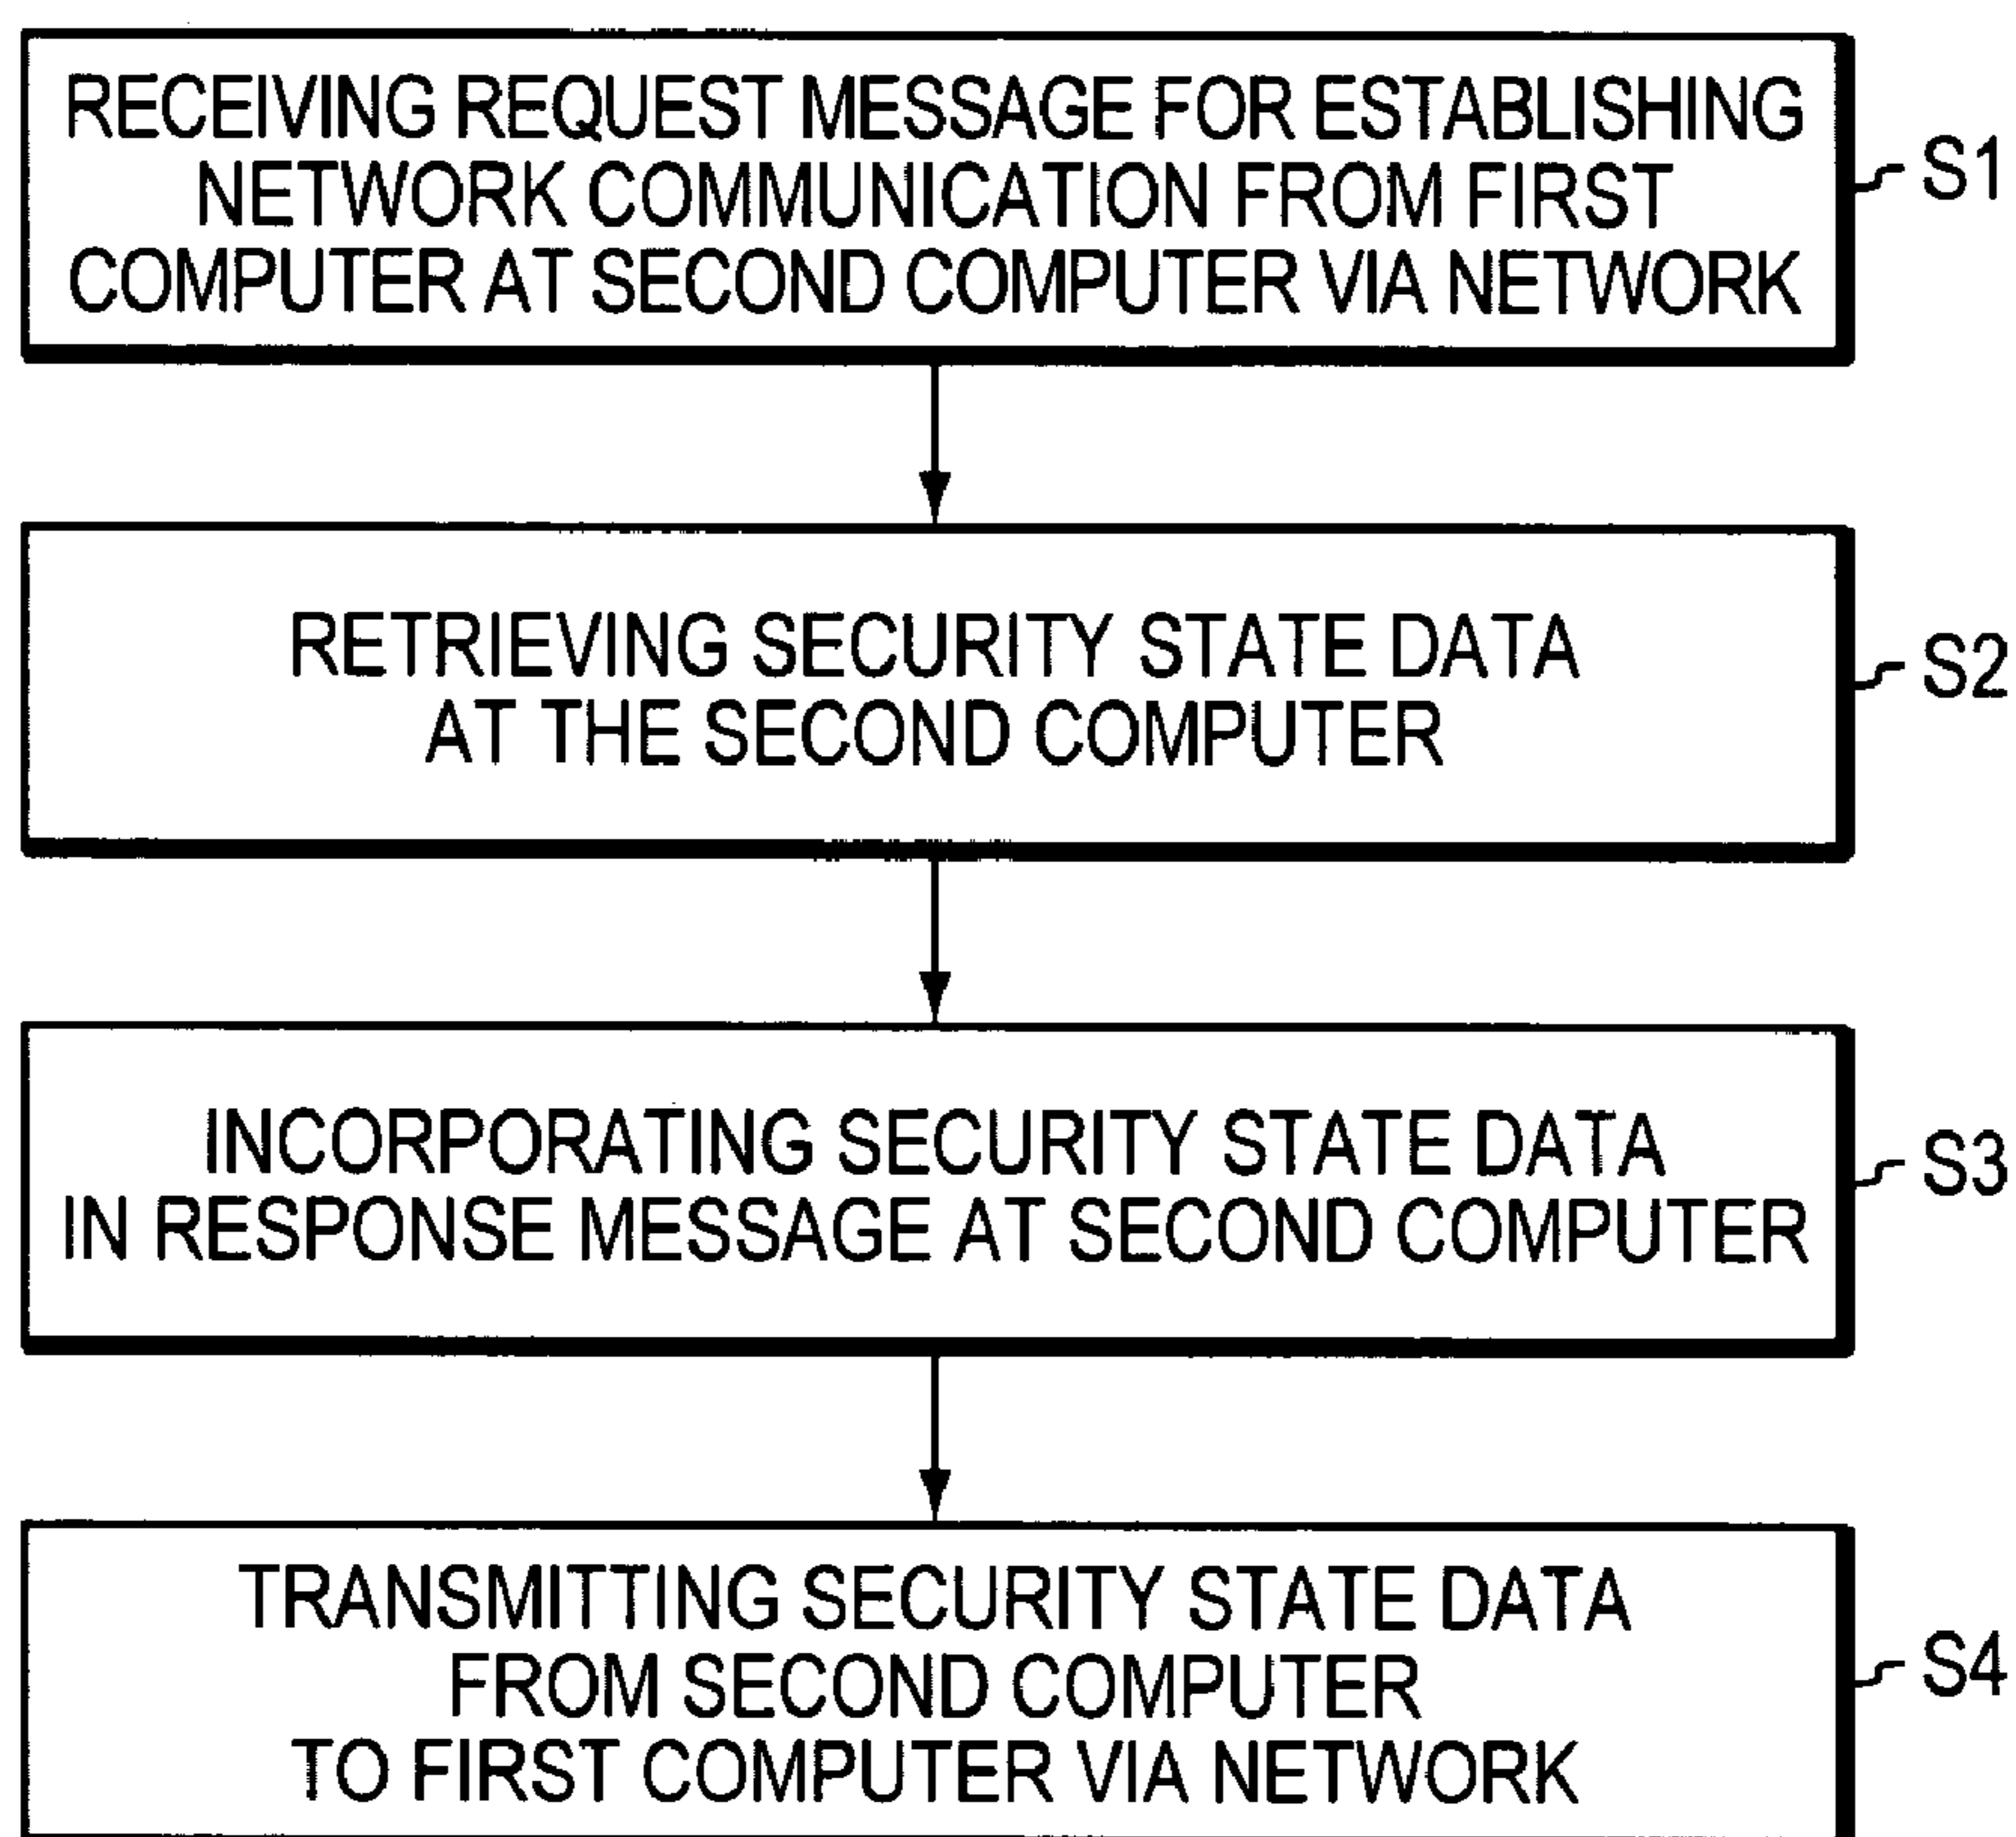 RECEIVING REQUEST MESSAGE FOR ESTABLISHING
NETWORK COMMUNICATION FROM FIRST
COMPUTER AT SECOND COMPUTER VIA NETWORK
S1
RETRIEVING SECURITY STATE DATA
AT THE SECOND COMPUTER
S2
INCORPORATING SECURITY STATE DATA
IN RESPONSE MESSAGE AT SECOND COMPUTER
S3
TRANSMITTING SECURITY STATE DATA
FROM SECOND COMPUTER
TO FIRST COMPUTER VIA NETWORK
S4